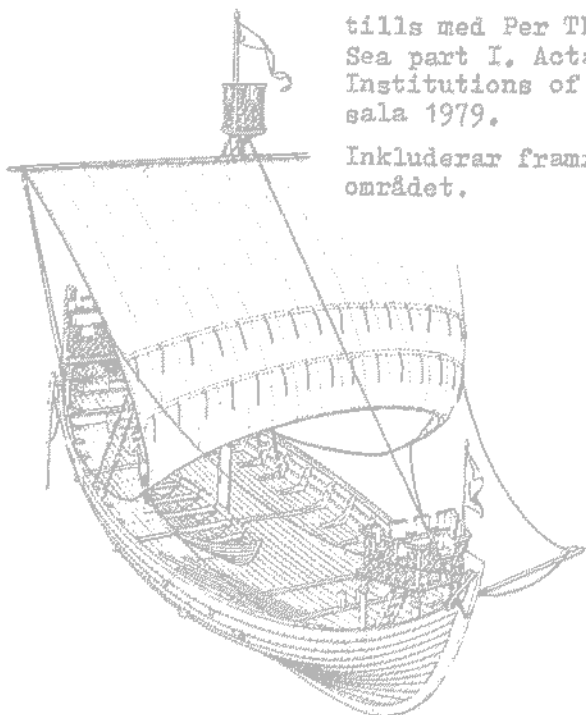 tills med Per Th
Sea part I. Acta
Institutions of
sala 1979.
Inkluderar fram
området.